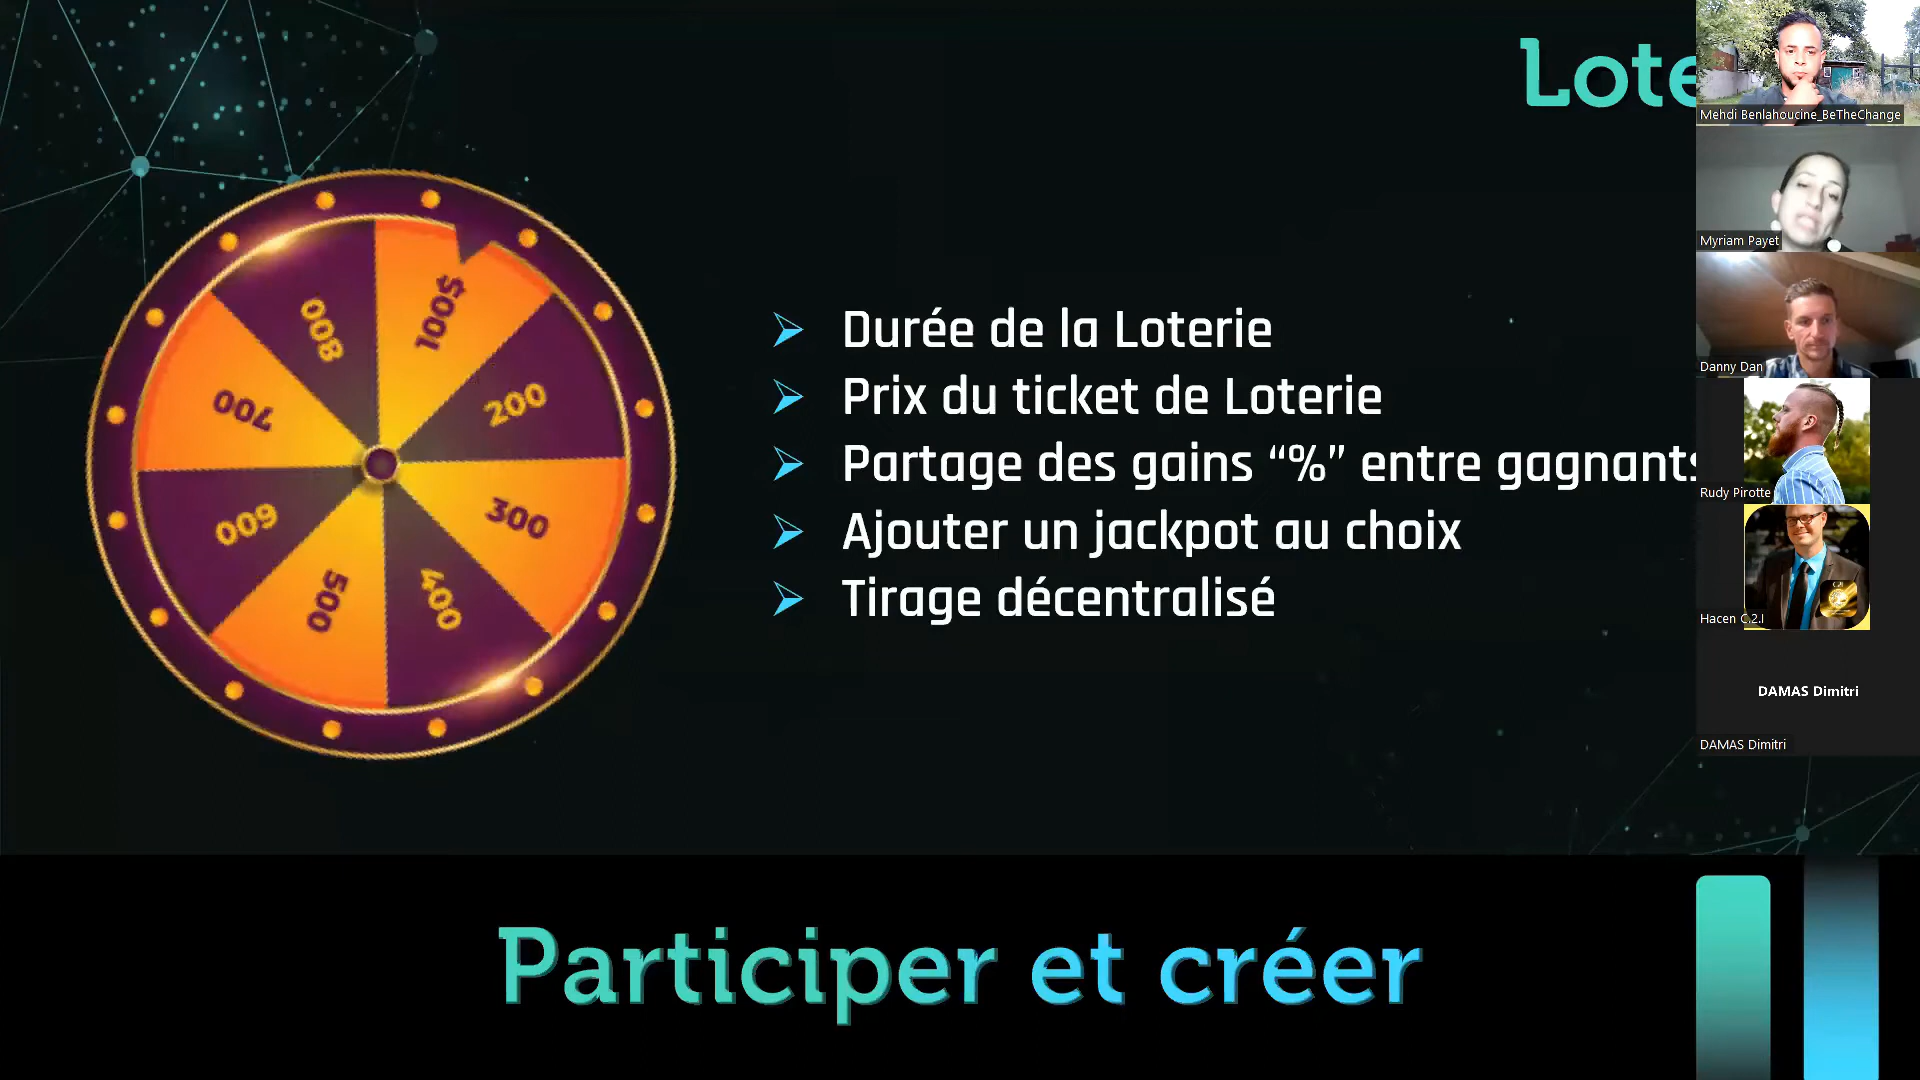 Lote
Durée de la Loterie
Prix du ticket de Loterie
Partage des gains “%” entre gagnants
Ajouter un jackpot au choix
Tirage décentralisé
100$
200
300
400
500
600
700
800
Participer et créer
Mehdi Benlahoucine_BeTheChange
Myriam Payet
Danny Dan
Rudy Pirotte
Hacen C.2.I
DAMAS Dimitri
DAMAS Dimitri